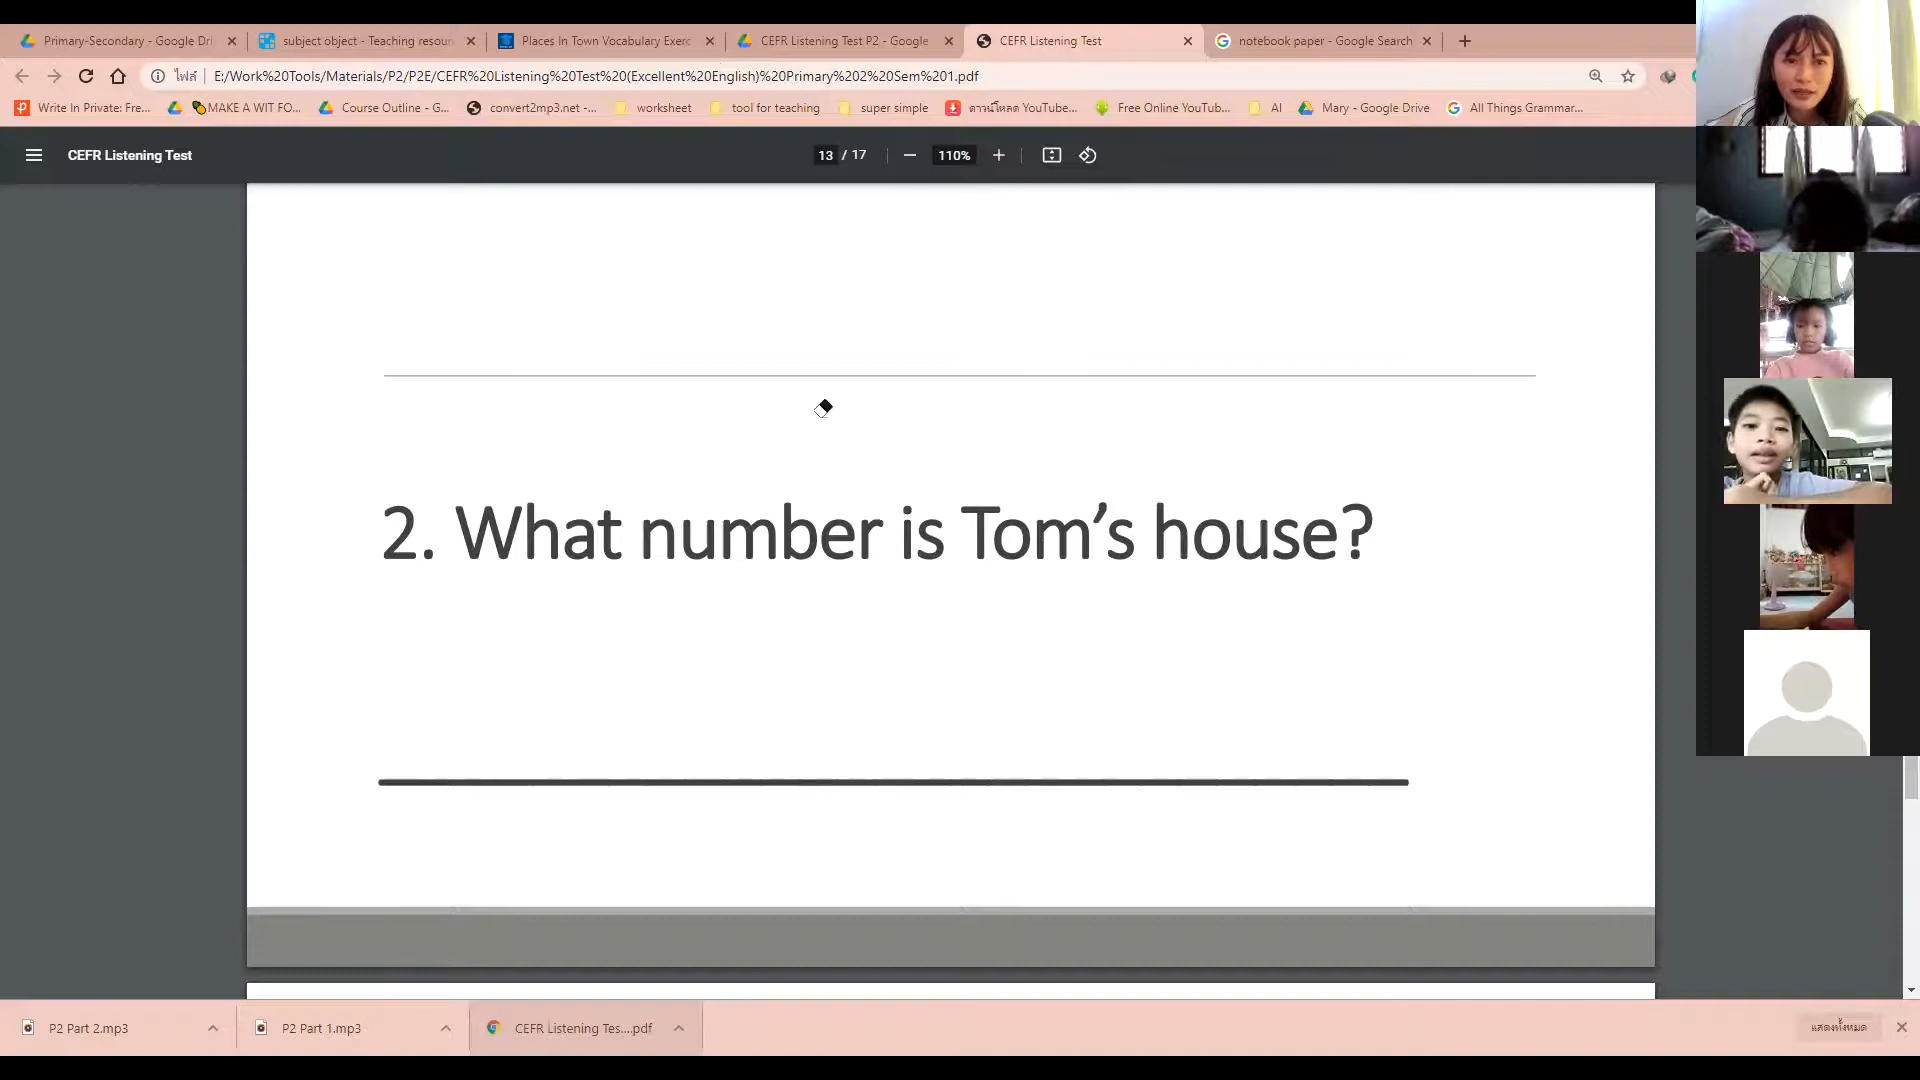 Primary-Secondary - Google Dri
subject object - Teaching resour
Places In Town Vocabulary Exerc
CEFR Listening Test P2 - Google
CEFR Listening Test
notebook paper - Google Search
ไฟล์
E:/Work%20Tools/Materials/P2/P2E/CEFR%20Listening%20Test%20(Excellent%20English)%20Primary%202%20Sem%201.pdf
Write In Private: Fre...
MAKE A WIT FO...
Course Outline - G...
convert2mp3.net -...
worksheet
tool for teaching
super simple
ดาวน์โหลด YouTube...
Free Online YouTub...
AI
Mary - Google Drive
All Things Grammar...
CEFR Listening Test
13 / 17
110%
2. What number is Tom’s house?
P2 Part 2.mp3
P2 Part 1.mp3
CEFR Listening Tes....pdf
แสดงทั้งหมด